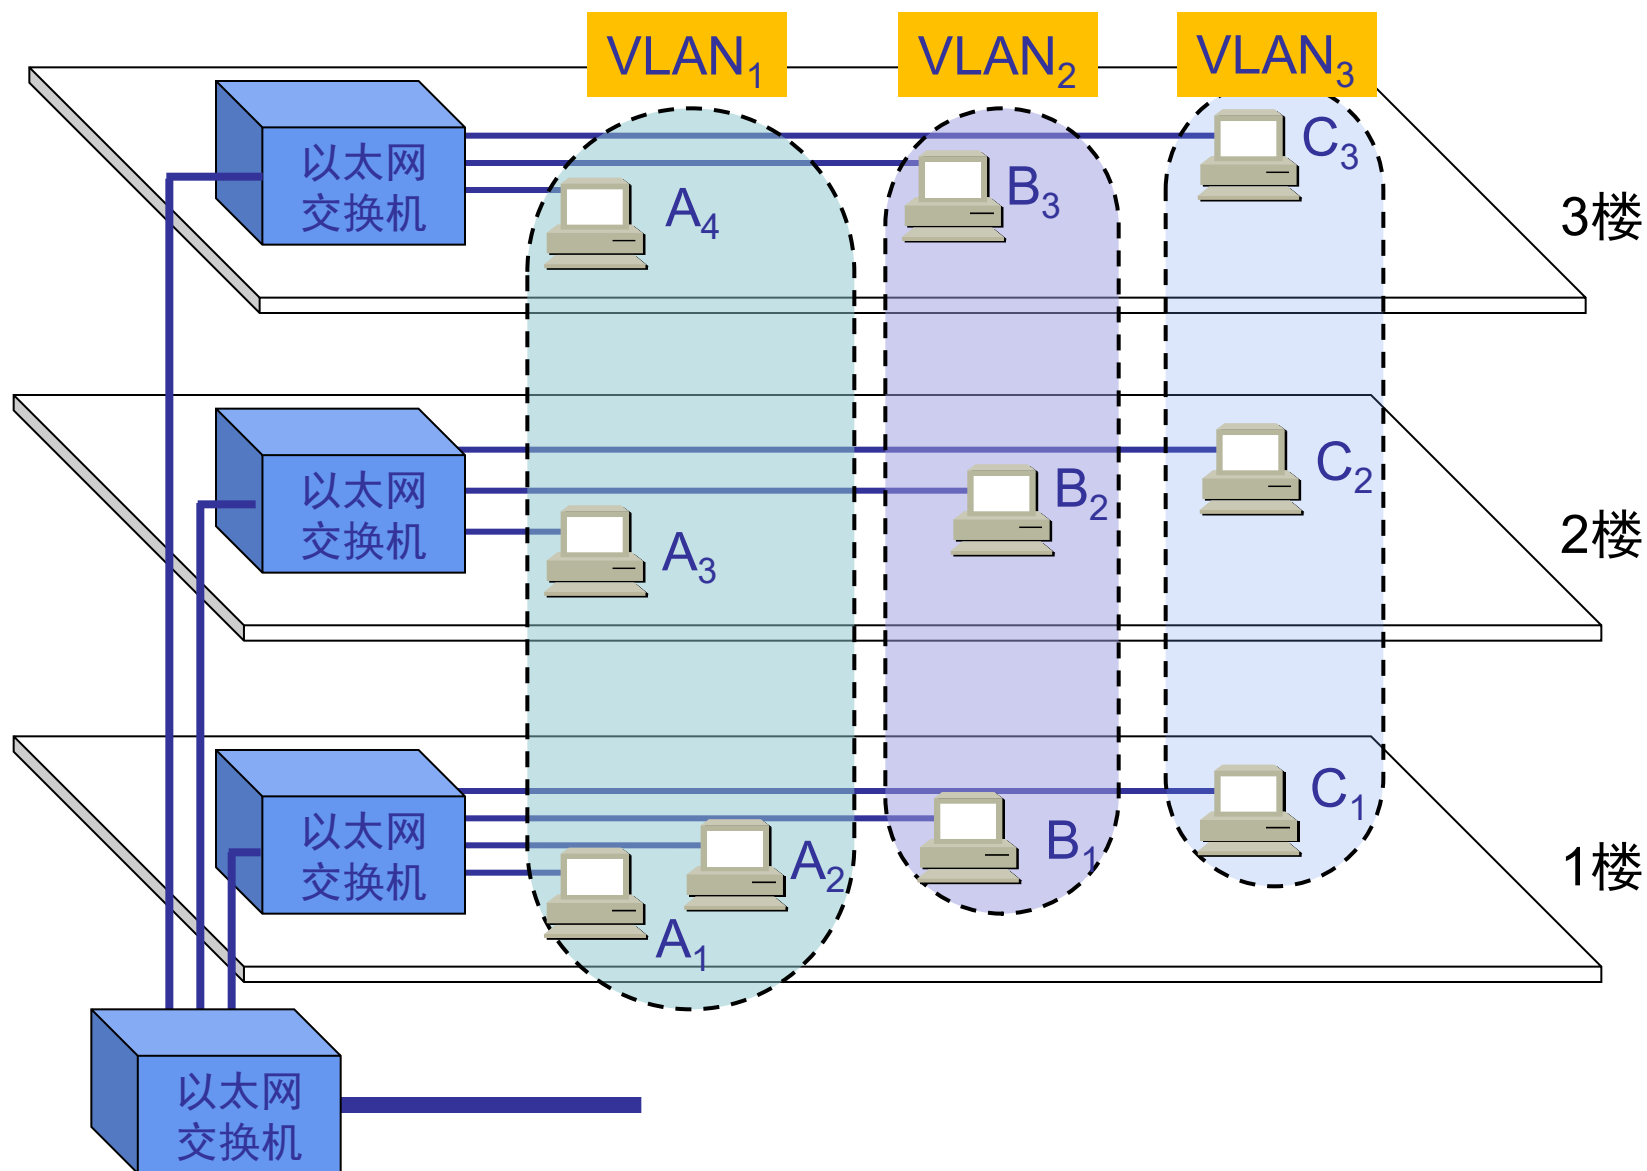 VLAN₁
VLAN₂
VLAN₃
以太网
交换机
A₄
B₃
C₃
3楼
以太网
交换机
A₃
B₂
C₂
2楼
以太网
交换机
A₁
A₂
B₁
C₁
1楼
以太网
交换机